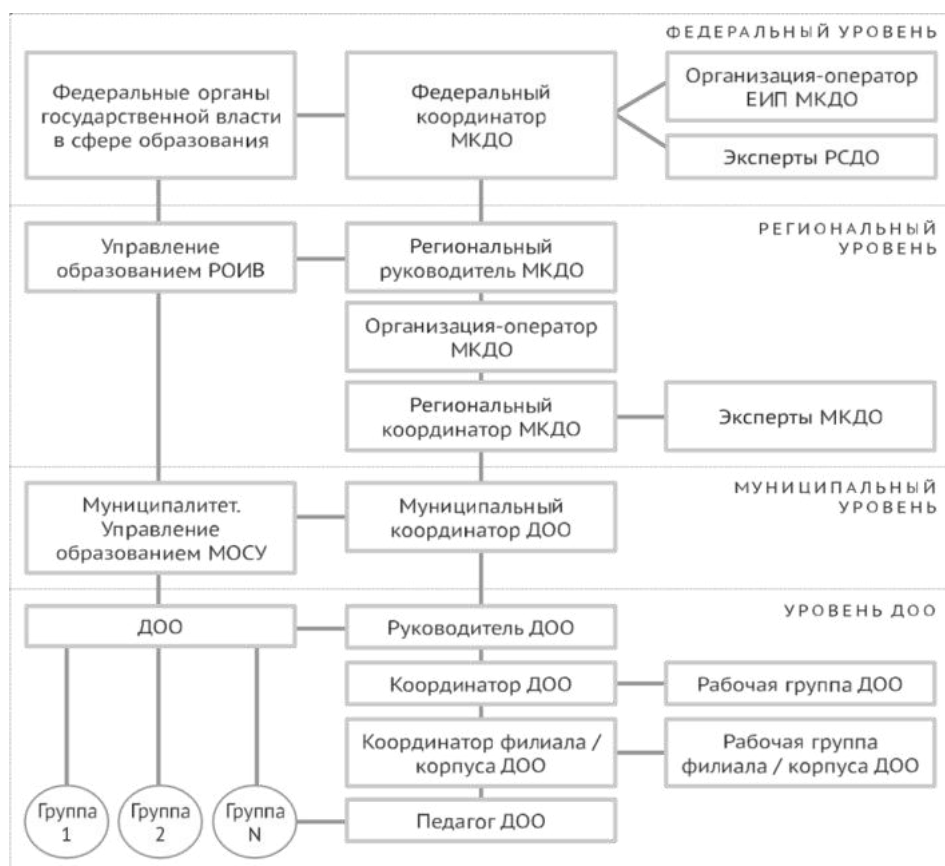 ФЕДЕРАЛЬНЫЙ УРОВЕНЬ
Федеральные органы
государственной власти
в сфере образования
Федеральный
координатор
МКДО
Организация-оператор
ЕИП МКДО
Эксперты РСДО
РЕГИОНАЛЬНЫЙ
УРОВЕНЬ
Управление
образованием РОИВ
Региональный
руководитель МКДО
Организация-оператор
МКДО
Региональный
координатор МКДО
Эксперты МКДО
МУНИЦИПАЛЬНЫЙ
УРОВЕНЬ
Муниципалитет.
Управление
образованием МОСУ
Муниципальный
координатор ДОО
УРОВЕНЬ ДОО
ДОО
Руководитель ДОО
Координатор ДОО
Рабочая группа ДОО
Координатор филиала /
корпуса ДОО
Рабочая группа
филиала / корпуса ДОО
Группа
1
Группа
2
Группа
N
Педагог ДОО